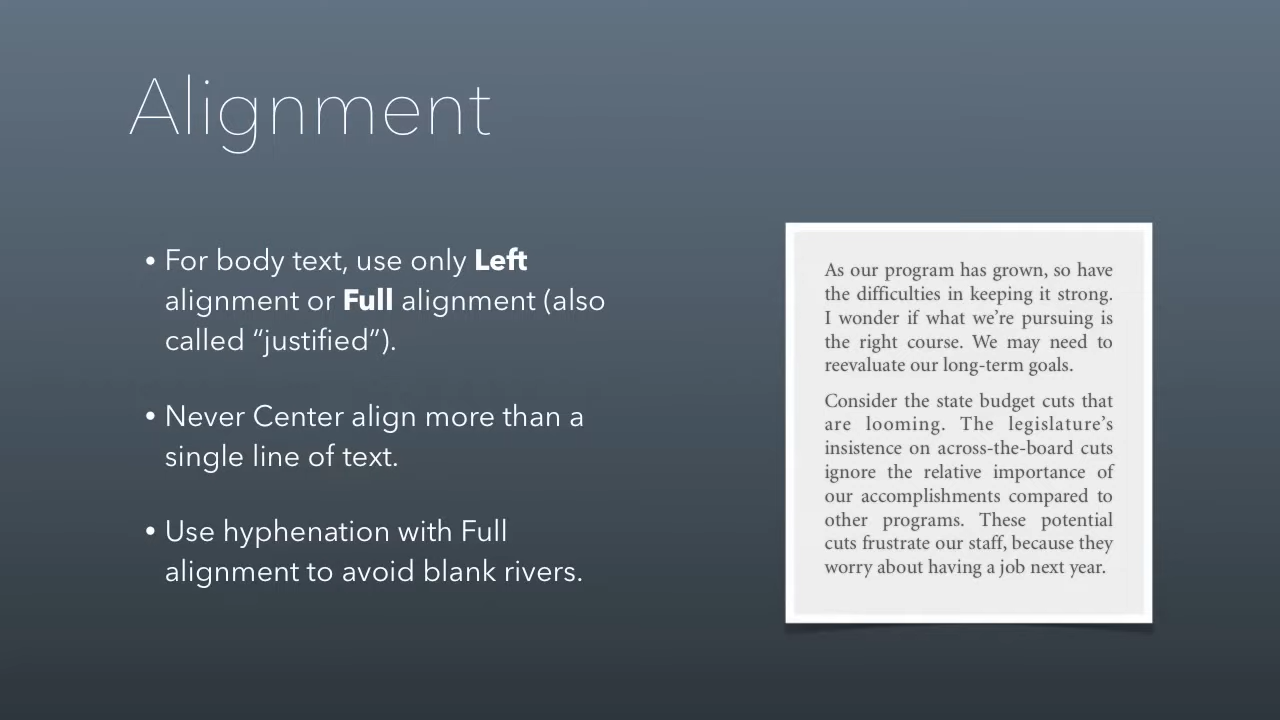 Alignment
• For body text, use only Left
alignment or Full alignment (also
called “justified”).
• Never Center align more than a
single line of text.
• Use hyphenation with Full
alignment to avoid blank rivers.
As our program has grown, so have
the difficulties in keeping it strong.
I wonder if what we’re pursuing is
the right course. We may need to
reevaluate our long-term goals.
Consider the state budget cuts that
are looming. The legislature’s
insistence on across-the-board cuts
ignore the relative importance of
our accomplishments compared to
other programs. These potential
cuts frustrate our staff, because they
worry about having a job next year.